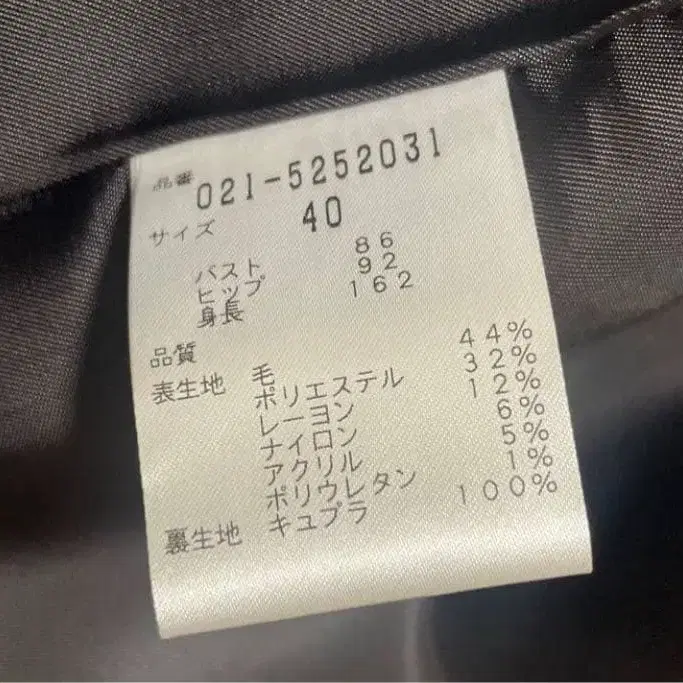 品番 021-5252031
サイズ 40
バスト 86
ヒップ 92
身長 162
品質
表生地 毛 44%
ポリエステル 32%
レーヨン 12%
ナイロン 6%
アクリル 5%
ポリウレタン 1%
裏生地 キュプラ 100%